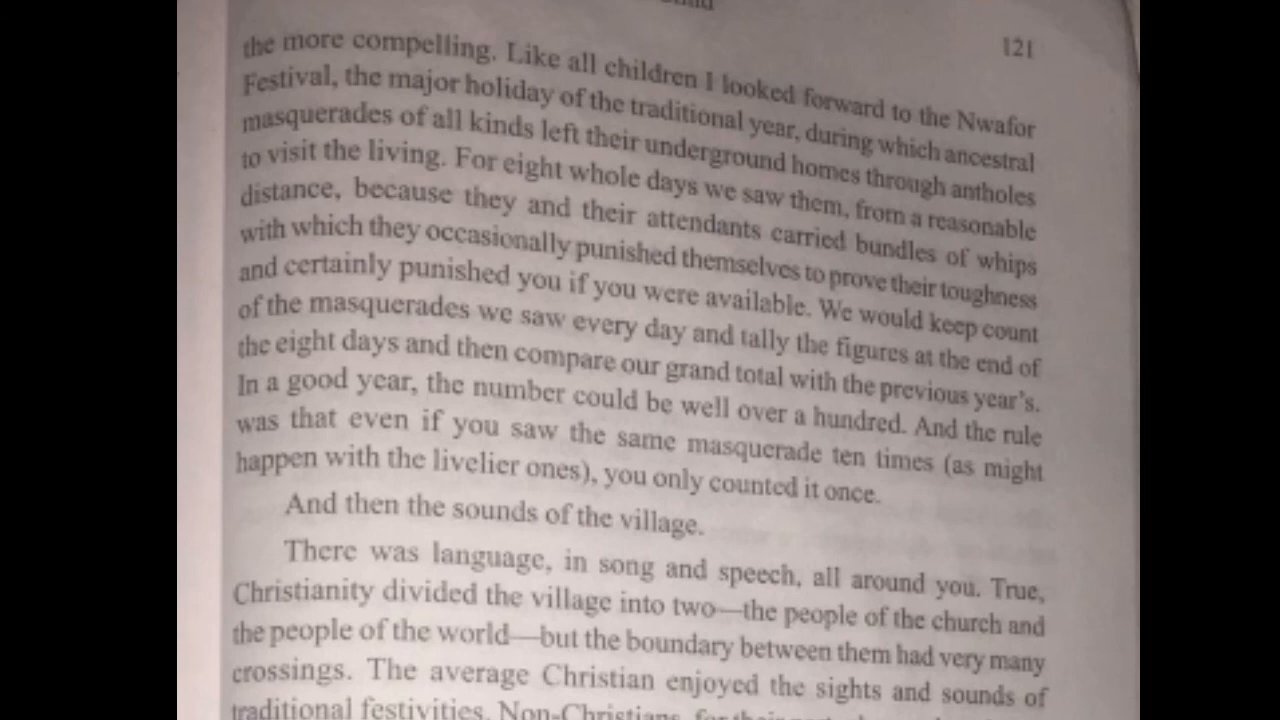 121
the more compelling. Like all children I looked forward to the Nwafor
Festival, the major holiday of the traditional year, during which ancestral
masquerades of all kinds left their underground homes through antholes
to visit the living. For eight whole days we saw them, from a reasonable
distance, because they and their attendants carried bundles of whips
with which they occasionally punished themselves to prove their toughness
and certainly punished you if you were available. We would keep count
of the masquerades we saw every day and tally the figures at the end of
the eight days and then compare our grand total with the previous year's.
In a good year, the number could be well over a hundred. And the rule
was that even if you saw the same masquerade ten times (as might
happen with the livelier ones), you only counted it once.
And then the sounds of the village.
There was language, in song and speech, all around you. True,
Christianity divided the village into two—the people of the church and
the people of the world—but the boundary between them had very many
crossings. The average Christian enjoyed the sights and sounds of
traditional festivities. Non-Christians, for their